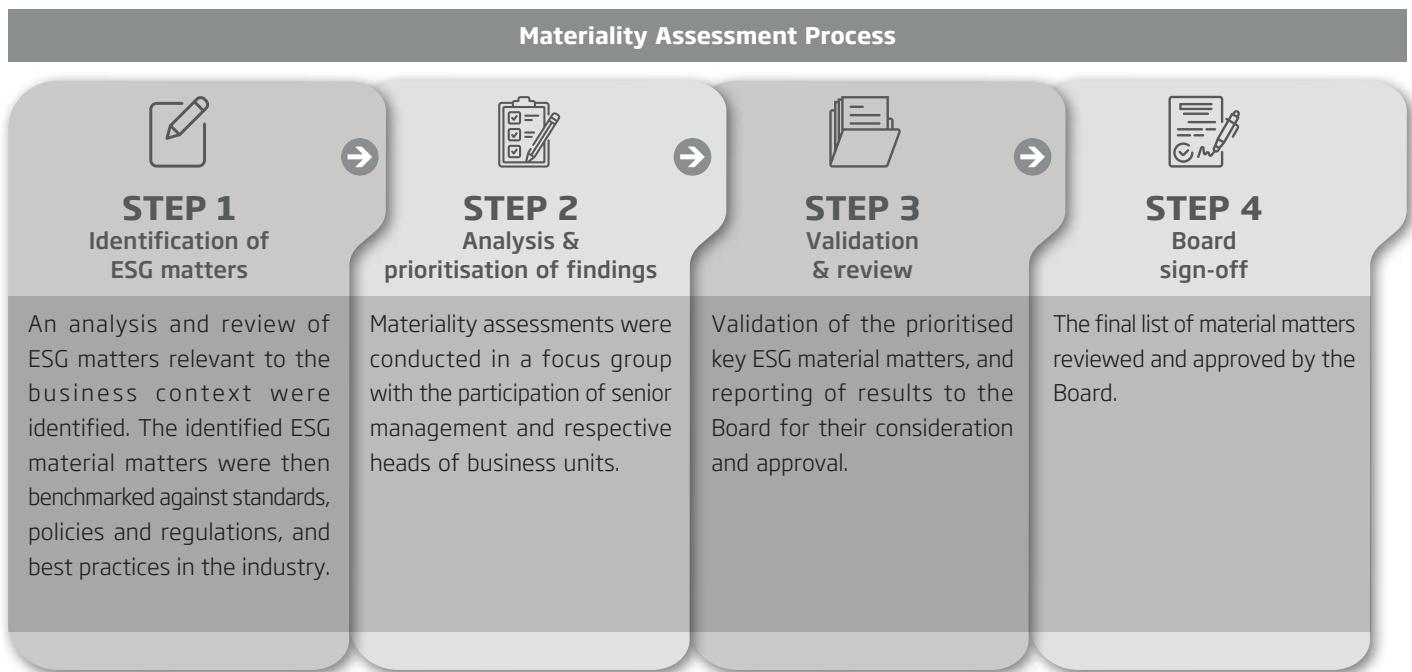 Materiality Assessment Process
STEP 1
Identification of
ESG matters
An analysis and review of
ESG matters relevant to the
business context were
identified. The identified ESG
material matters were then
benchmarked against standards,
policies and regulations, and
best practices in the industry.
STEP 2
Analysis &
prioritisation of findings
Materiality assessments were
conducted in a focus group
with the participation of senior
management and respective
heads of business units.
STEP 3
Validation
& review
Validation of the prioritised
key ESG material matters, and
reporting of results to the
Board for their consideration
and approval.
STEP 4
Board
sign-off
The final list of material matters
reviewed and approved by the
Board.